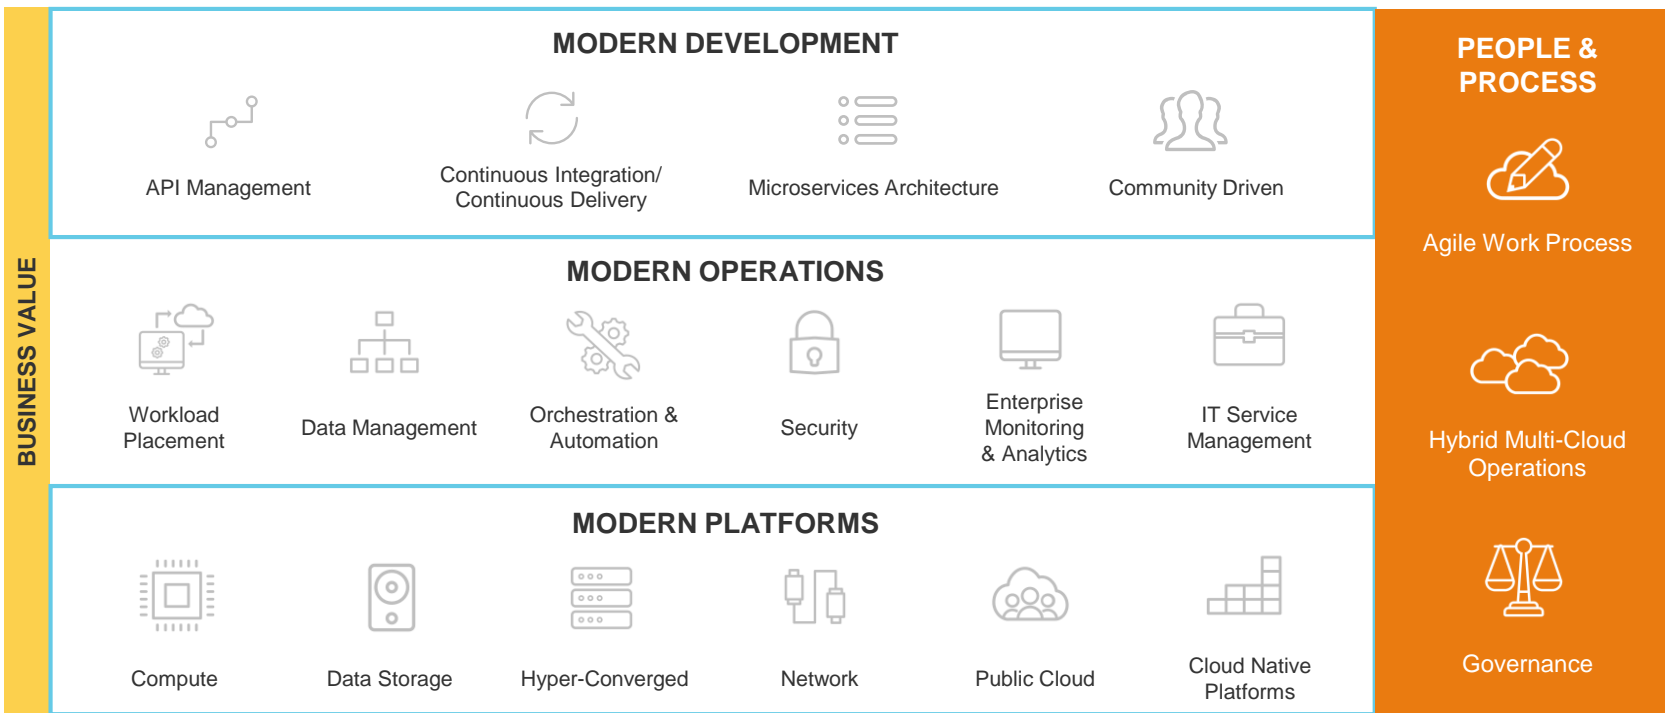 BUSINESS VALUE
MODERN DEVELOPMENT
API Management
Continuous Integration/
Continuous Delivery
Microservices Architecture
Community Driven
MODERN OPERATIONS
Workload
Placement
Data Management
Orchestration &
Automation
Security
Enterprise
Monitoring
& Analytics
IT Service
Management
MODERN PLATFORMS
Compute
Data Storage
Hyper-Converged
Network
Public Cloud
Cloud Native
Platforms
PEOPLE &
PROCESS
Agile Work Process
Hybrid Multi-Cloud
Operations
Governance